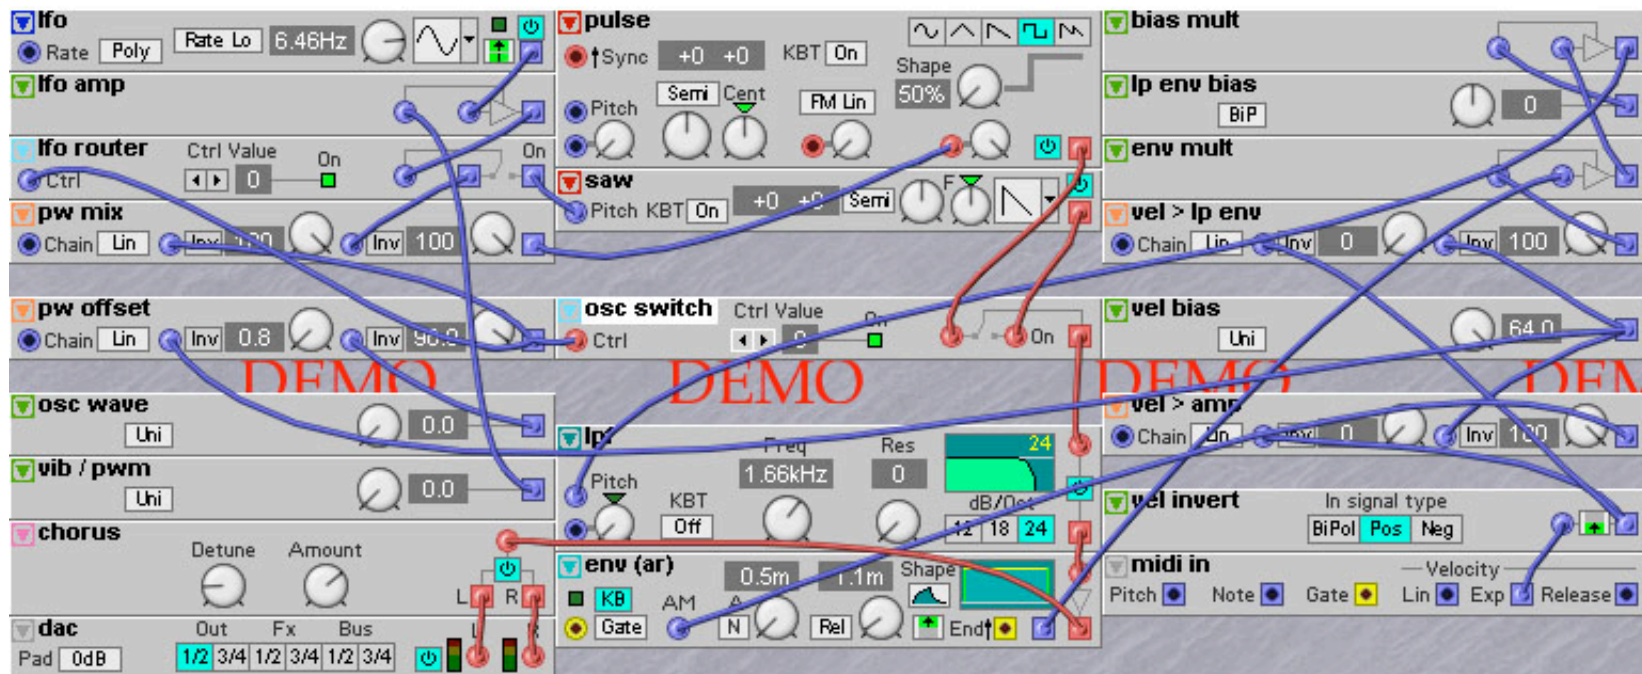 lfo
Rate Poly Rate Lo 6.46Hz
lfo amp
lfo router Ctrl Value On On
Ctrl 0
pw mix
Chain Lin Inv 100 Inv 100
pw offset
Chain Lin Inv 0.8 Inv
DEMO
osc wave
Uni 0.0
vib / pwm
Uni 0.0
chorus
Detune Amount
L R
dac Out Fx Bus L R
Pad 0dB 1/2 3/4 1/2 3/4 1/2 3/4
pulse
Sync +0 +0 KBT On
Shape
50%
Pitch Semi Cent FM Lin
saw
Pitch KBT On +0 +0 Semi F
osc switch Ctrl Value On
Ctrl 0 On
DEMO
lpf Freq Res 24
1.66kHz 0
Pitch KBT dB/Oct
Off 12 18 24
env (ar) 0.5m 1.1m Shape
KB AM A
Gate N Rel End
bias mult
lp env bias
BiP 0
env mult
vel > lp env
Chain Lin Inv 0 Inv 100
vel bias
Uni 64.0
DEMO DEM
vel > amp
Chain Lin Inv 0 Inv 100
vel invert In signal type
BiPol Pos Neg
midi in Velocity
Pitch Note Gate Lin Exp Release